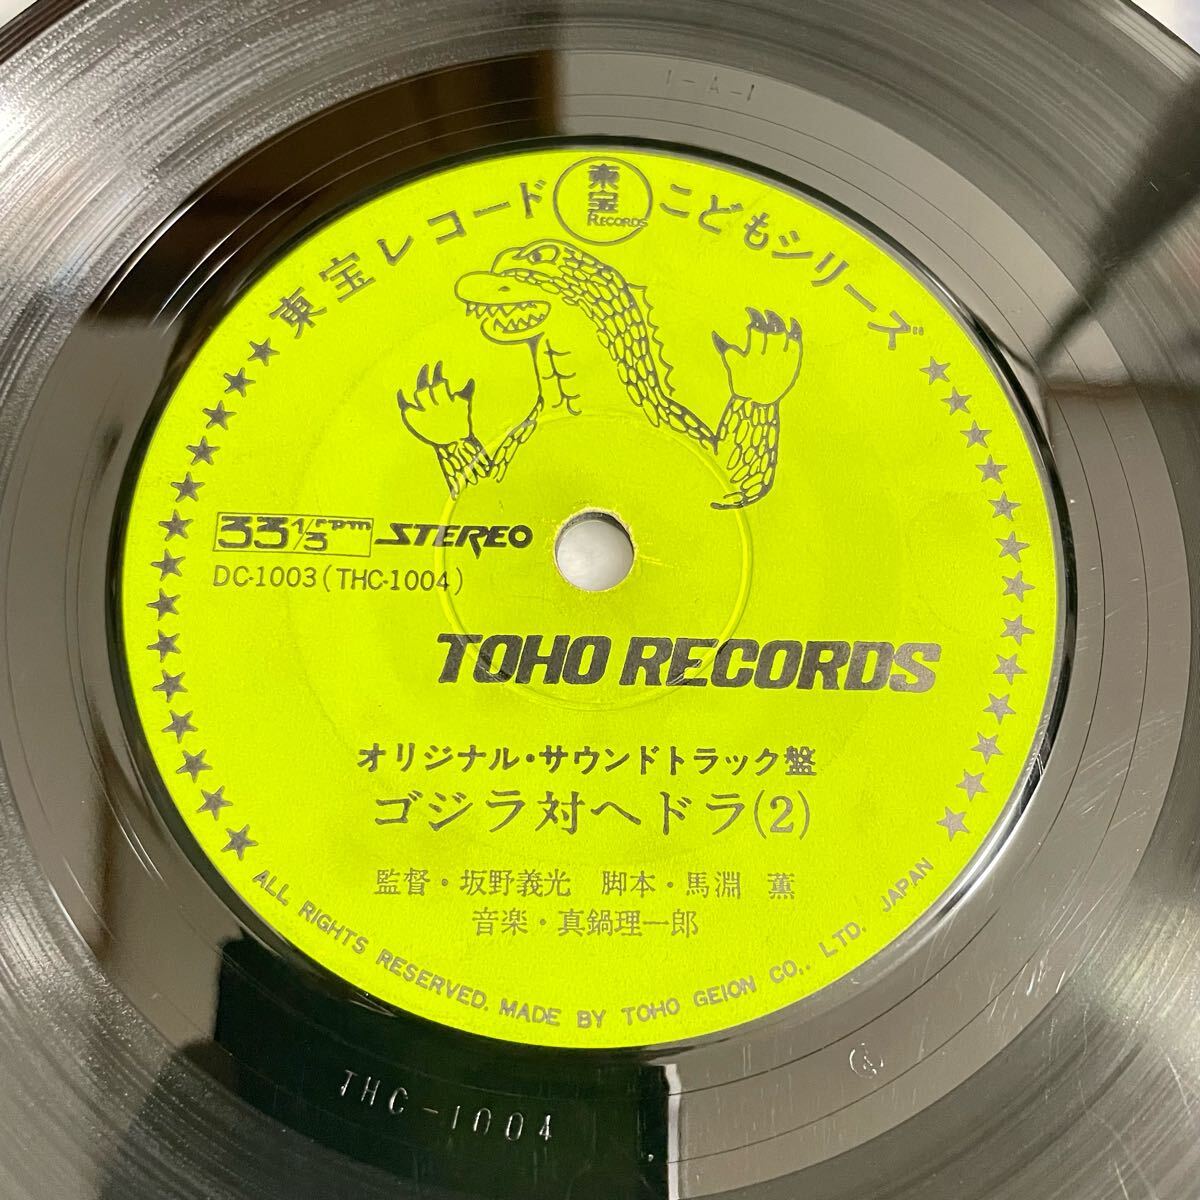 1-A-1
東宝レコード 東宝 RECORDS こどもシリーズ
33 1/3 rpm STEREO
DC-1003(THC-1004)
TOHO RECORDS
オリジナル・サウンドトラック盤
ゴジラ対ヘドラ(2)
監督・坂野義光 脚本・馬淵 薫
音楽・真鍋理一郎
ALL RIGHTS RESERVED. MADE BY TOHO GEION CO,. LTD. JAPAN
THC-1004